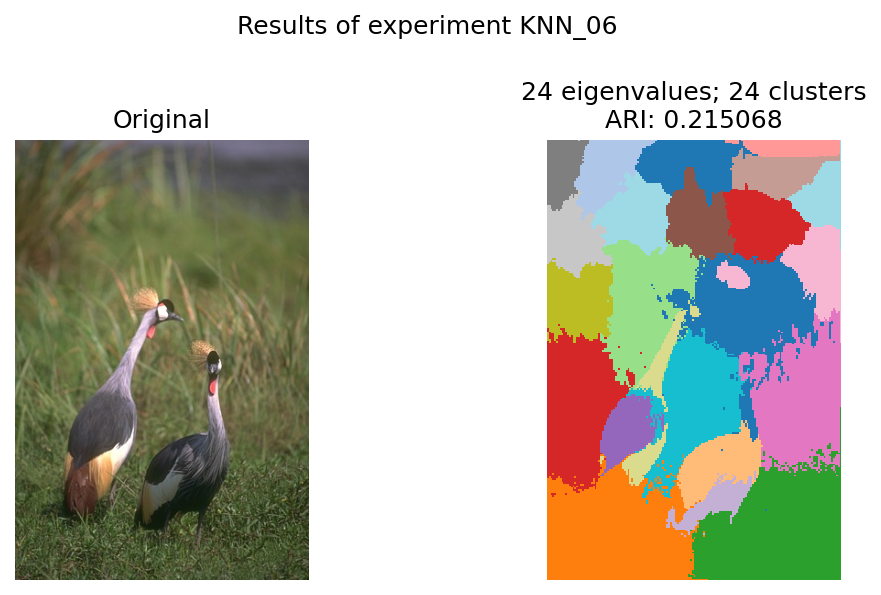 Results of experiment KNN_06
Original
24 eigenvalues; 24 clusters
ARI: 0.215068